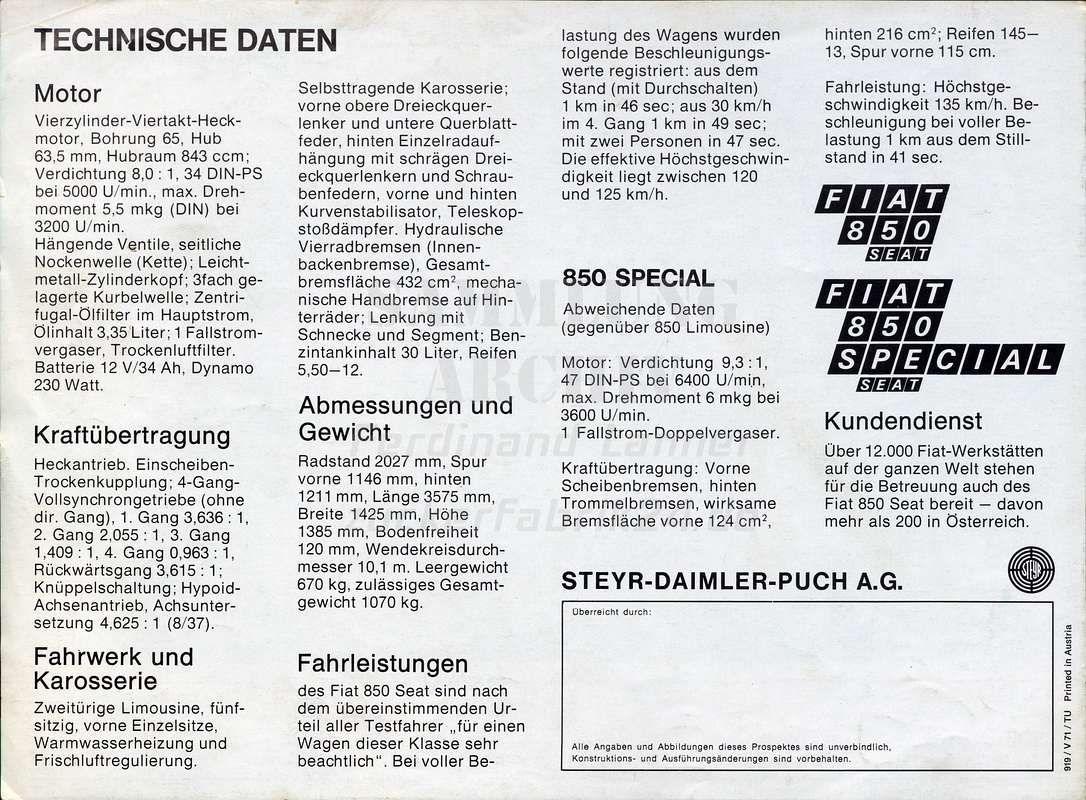 TECHNISCHE DATEN
Motor
Vierzylinder-Viertakt-Heck-
motor, Bohrung 65, Hub
63,5 mm, Hubraum 843 ccm;
Verdichtung 8,0 : 1, 34 DIN-PS
bei 5000 U/min., max. Dreh-
moment 5,5 mkg (DIN) bei
3200 U/min.
Hängende Ventile, seitliche
Nockenwelle (Kette); Leicht-
metall-Zylinderkopf; 3fach ge-
lagerte Kurbelwelle; Zentri-
fugal-Ölfilter im Hauptstrom,
Ölinhalt 3,35 Liter; 1 Fallstrom-
vergaser, Trockenluftfilter.
Batterie 12 V/34 Ah, Dynamo
230 Watt.
Kraftübertragung
Heckantrieb. Einscheiben-
Trockenkupplung; 4-Gang-
Vollsynchrongetriebe (ohne
dir. Gang), 1. Gang 3,636 : 1,
2. Gang 2,055 : 1, 3. Gang
1,409 : 1, 4. Gang 0,963 : 1,
Rückwärtsgang 3,615 : 1;
Knüppelschaltung; Hypoid-
Achsenantrieb, Achsunter-
setzung 4,625 : 1 (8/37).
Fahrwerk und
Karosserie
Zweitürige Limousine, fünf-
sitzig, vorne Einzelsitze,
Warmwasserheizung und
Frischluftregulierung.
Selbsttragende Karosserie;
vorne obere Dreieckquer-
lenker und untere Querblatt-
feder, hinten Einzelradauf-
hängung mit schrägen Drei-
eckquerlenkern und Schrau-
benfedern, vorne und hinten
Kurvenstabilisator, Teleskop-
stoßdämpfer. Hydraulische
Vierradbremsen (Innen-
backenbremse), Gesamt-
bremsfläche 432 cm², mecha-
nische Handbremse auf Hin-
terräder; Lenkung mit
Schnecke und Segment; Ben-
zintankinhalt 30 Liter, Reifen
5,50—12.
Abmessungen und
Gewicht
Radstand 2027 mm, Spur
vorne 1146 mm, hinten
1211 mm, Länge 3575 mm,
Breite 1425 mm, Höhe
1385 mm, Bodenfreiheit
120 mm, Wendekreisdurch-
messer 10,1 m. Leergewicht
670 kg, zulässiges Gesamt-
gewicht 1070 kg.
Fahrleistungen
des Fiat 850 Seat sind nach
dem übereinstimmenden Ur-
teil aller Testfahrer „für einen
Wagen dieser Klasse sehr
beachtlich“. Bei voller Be-
lastung des Wagens wurden
folgende Beschleunigungs-
werte registriert: aus dem
Stand (mit Durchschalten)
1 km in 46 sec; aus 30 km/h
im 4. Gang 1 km in 49 sec;
mit zwei Personen in 47 sec.
Die effektive Höchstgeschwin-
digkeit liegt zwischen 120
und 125 km/h.
850 SPECIAL
Abweichende Daten
(gegenüber 850 Limousine)
Motor: Verdichtung 9,3 : 1,
47 DIN-PS bei 6400 U/min,
max. Drehmoment 6 mkg bei
3600 U/min.
1 Fallstrom-Doppelvergaser.
Kraftübertragung: Vorne
Scheibenbremsen, hinten
Trommelbremsen, wirksame
Bremsfläche vorne 124 cm²,
hinten 216 cm²; Reifen 145—
13, Spur vorne 115 cm.
Fahrleistung: Höchstge-
schwindigkeit 135 km/h. Be-
schleunigung bei voller Be-
lastung 1 km aus dem Still-
stand in 41 sec.
FIAT
850
SEAT
FIAT
850
SPECIAL
SEAT
Kundendienst
Über 12.000 Fiat-Werkstätten
auf der ganzen Welt stehen
für die Betreuung auch des
Fiat 850 Seat bereit — davon
mehr als 200 in Österreich.
STEYR-DAIMLER-PUCH A.G.
Überreicht durch:
Alle Angaben und Abbildungen dieses Prospektes sind unverbindlich,
Konstruktions- und Ausführungsänderungen sind vorbehalten.
919 / V 71 / TU Printed in Austria